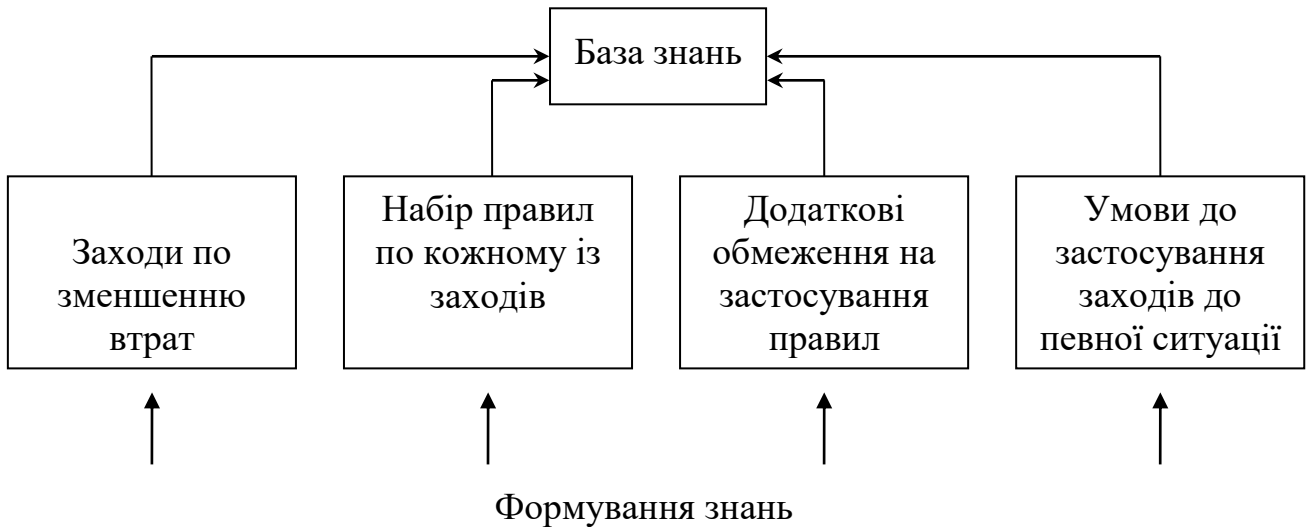 База знань
Заходи по
зменшенню
втрат
Набір правил
по кожному із
заходів
Додаткові
обмеження на
застосування
правил
Умови до
застосування
заходів до
певної ситуації
Формування знань